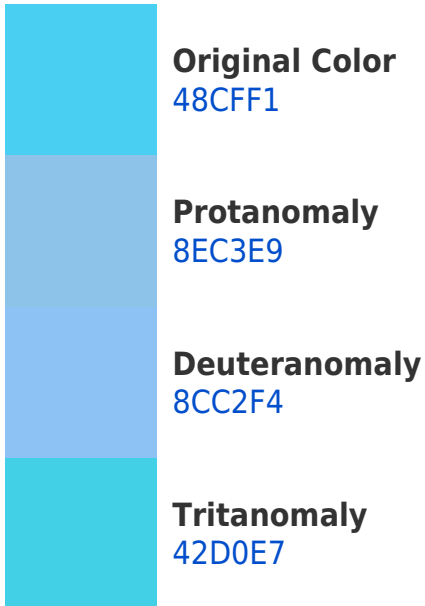 Original Color
48CFF1
Protanomaly
8EC3E9
Deuteranomaly
8CC2F4
Tritanomaly
42D0E7